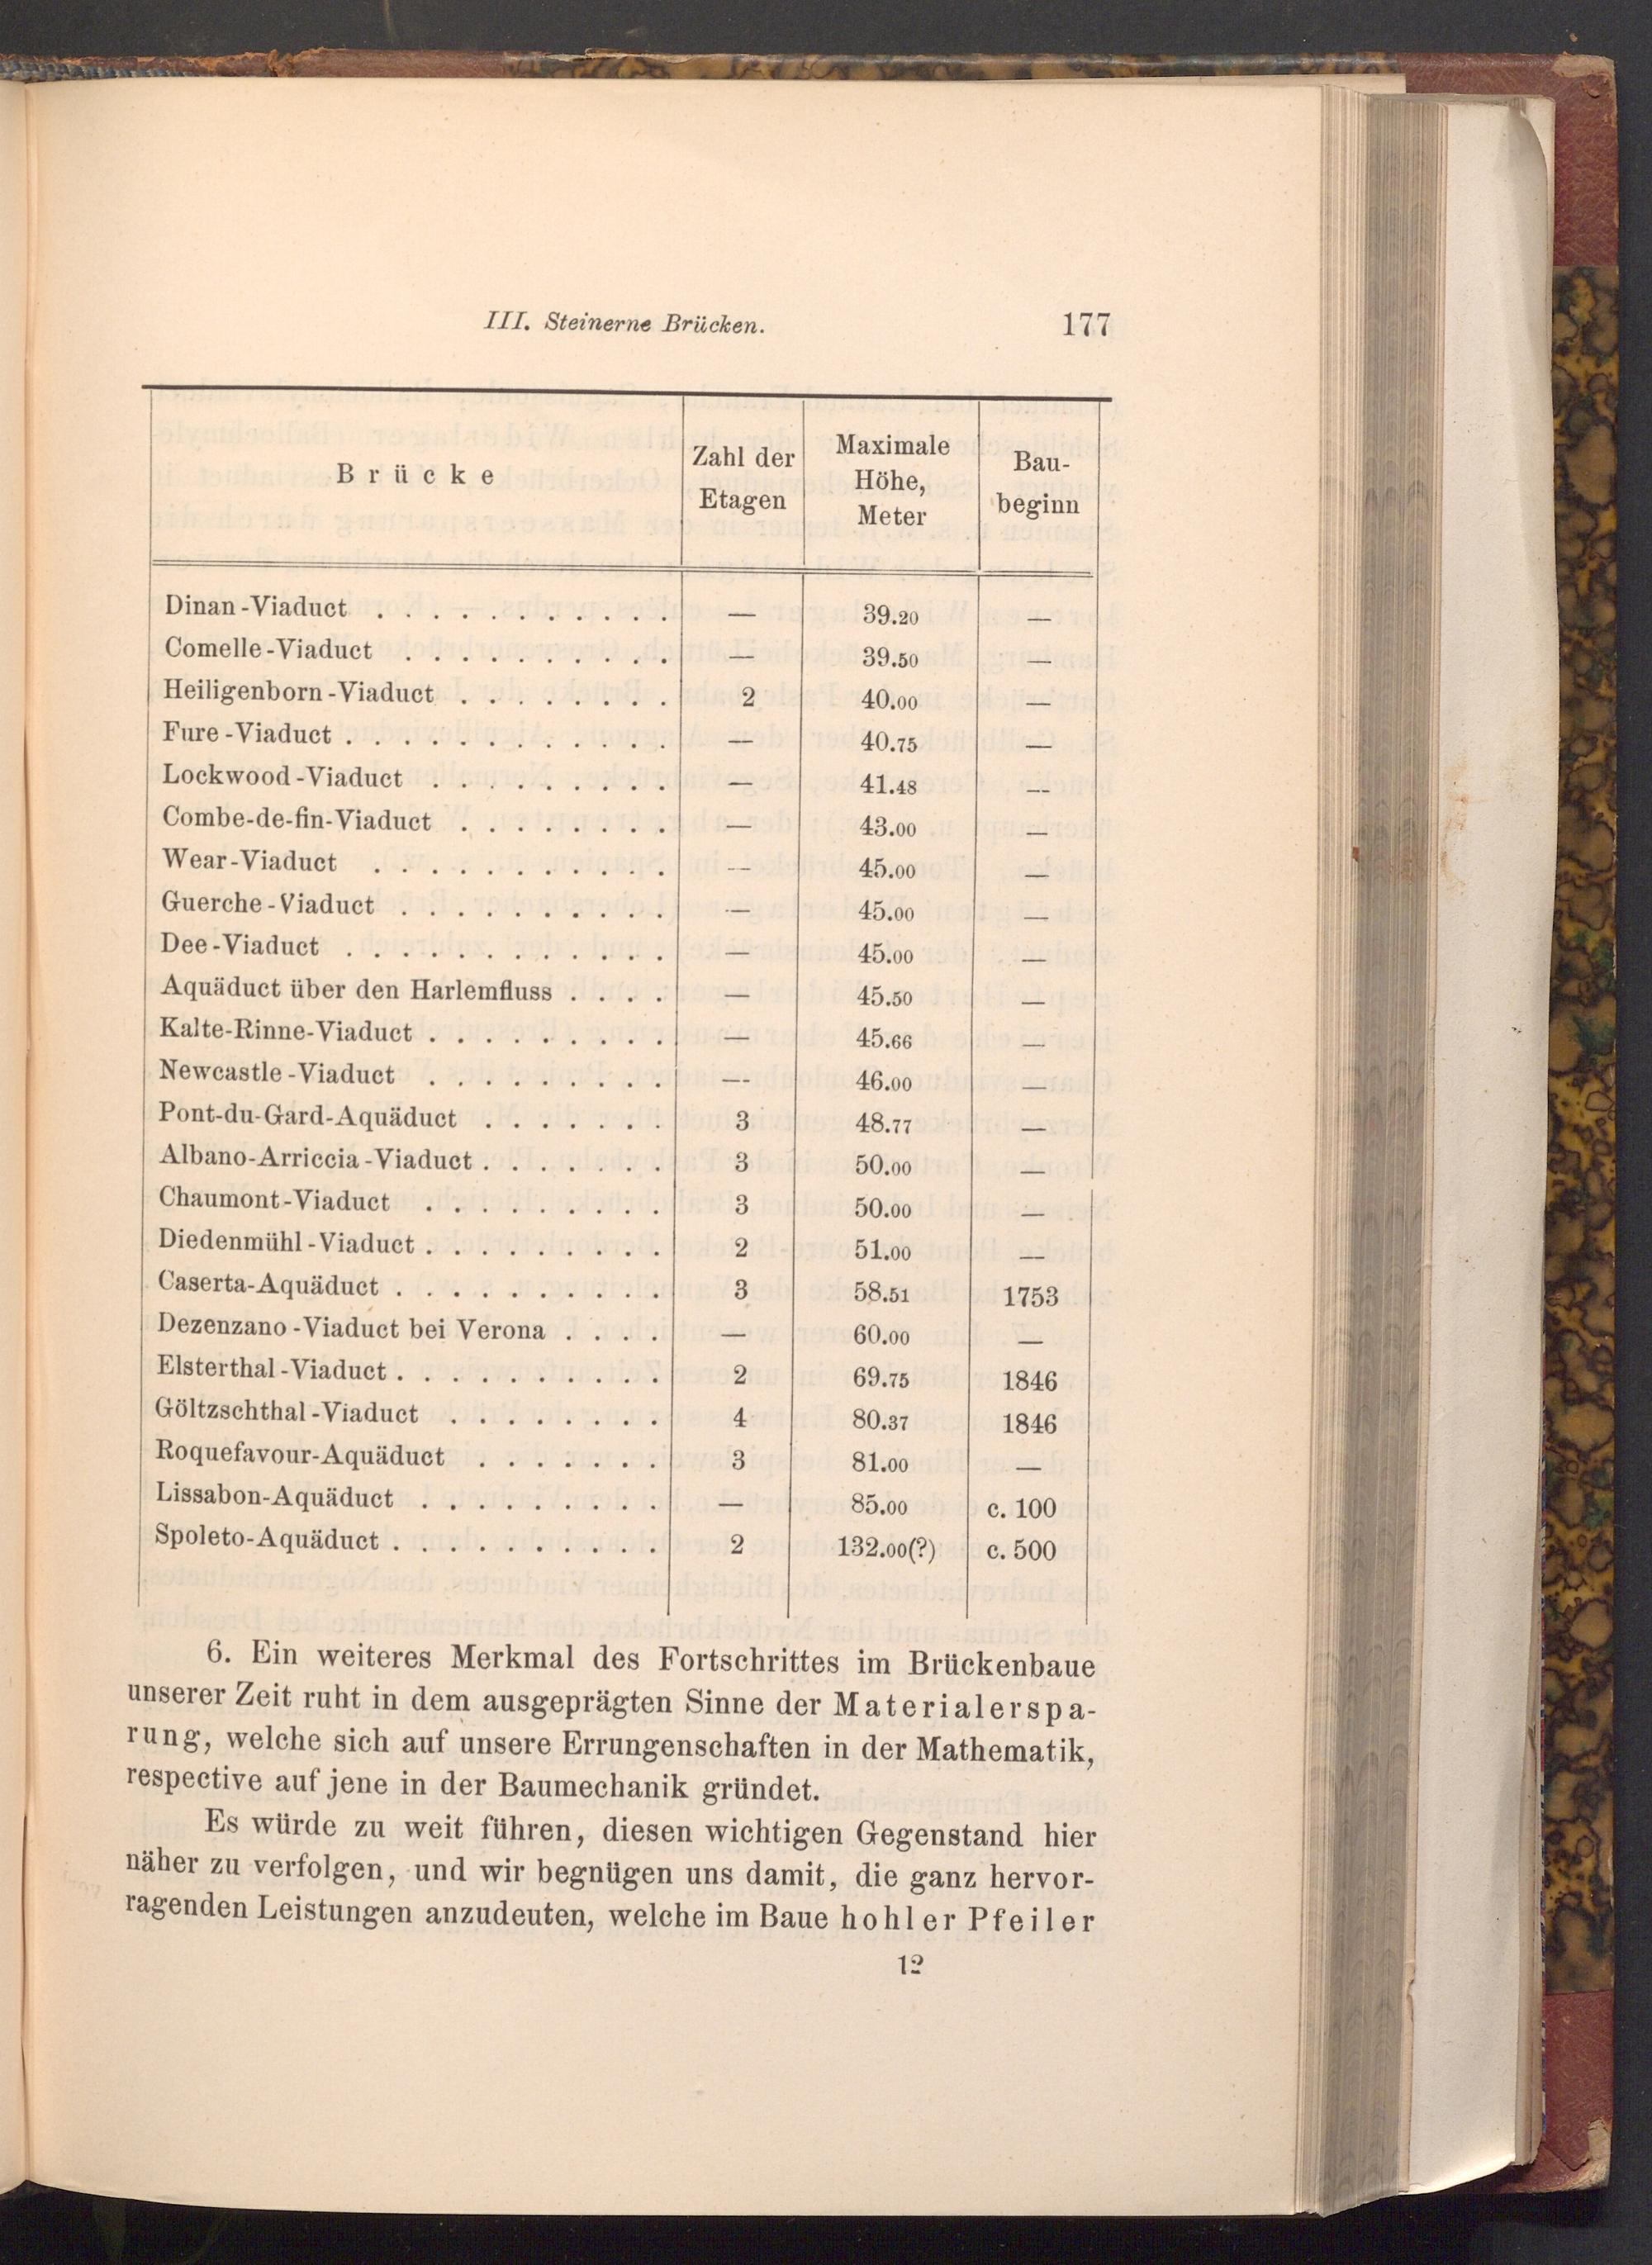 III. Steinerne Brücken. 177
Brücke Zahl der Etagen Maximale Höhe, Meter Bau-beginn
Dinan-Viaduct . . . . . . . . . . . — 39.20 —
Comelle-Viaduct . . . . . . . . . . — 39.50 —
Heiligenborn-Viaduct . . . . . . . . 2 40.00 —
Fure-Viaduct . . . . . . . . . . . . — 40.75 —
Lockwood-Viaduct . . . . . . . . . — 41.48 —
Combe-de-fin-Viaduct . . . . . . . . — 43.00 —
Wear-Viaduct . . . . . . . . . . . — 45.00 —
Guerche-Viaduct . . . . . . . . . . — 45.00 —
Dee-Viaduct . . . . . . . . . . . . — 45.00 —
Aquäduct über den Harlemfluss . . . . — 45.50 —
Kalte-Rinne-Viaduct . . . . . . . . . — 45.66 —
Newcastle-Viaduct . . . . . . . . . — 46.00 —
Pont-du-Gard-Aquäduct . . . . . . . 3 48.77 —
Albano-Arriccia-Viaduct . . . . . . . 3 50.00 —
Chaumont-Viaduct . . . . . . . . . 3 50.00 —
Diedenmühl-Viaduct . . . . . . . . . 2 51.00 —
Caserta-Aquäduct . . . . . . . . . . 3 58.51 1753
Dezenzano-Viaduct bei Verona . . . . — 60.00 —
Elsterthal-Viaduct . . . . . . . . . . 2 69.75 1846
Göltzschthal-Viaduct . . . . . . . . 4 80.37 1846
Roquefavour-Aquäduct . . . . . . . 3 81.00 —
Lissabon-Aquäduct . . . . . . . . . — 85.00 c. 100
Spoleto-Aquäduct . . . . . . . . . . 2 132.00(?) c. 500
6. Ein weiteres Merkmal des Fortschrittes im Brückenbaue
unserer Zeit ruht in dem ausgeprägten Sinne der Materialerspa-
rung, welche sich auf unsere Errungenschaften in der Mathematik,
respective auf jene in der Baumechanik gründet.
Es würde zu weit führen, diesen wichtigen Gegenstand hier
näher zu verfolgen, und wir begnügen uns damit, die ganz hervor-
ragenden Leistungen anzudeuten, welche im Baue hohler Pfeiler
12